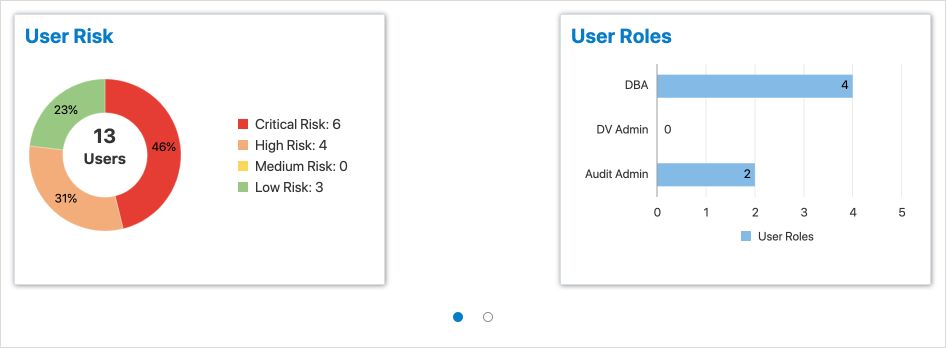 User Risk
23%
46%
31%
13
Users
Critical Risk: 6
High Risk: 4
Medium Risk: 0
Low Risk: 3
User Roles
DBA
4
DV Admin
0
Audit Admin
2
0 1 2 3 4 5
User Roles